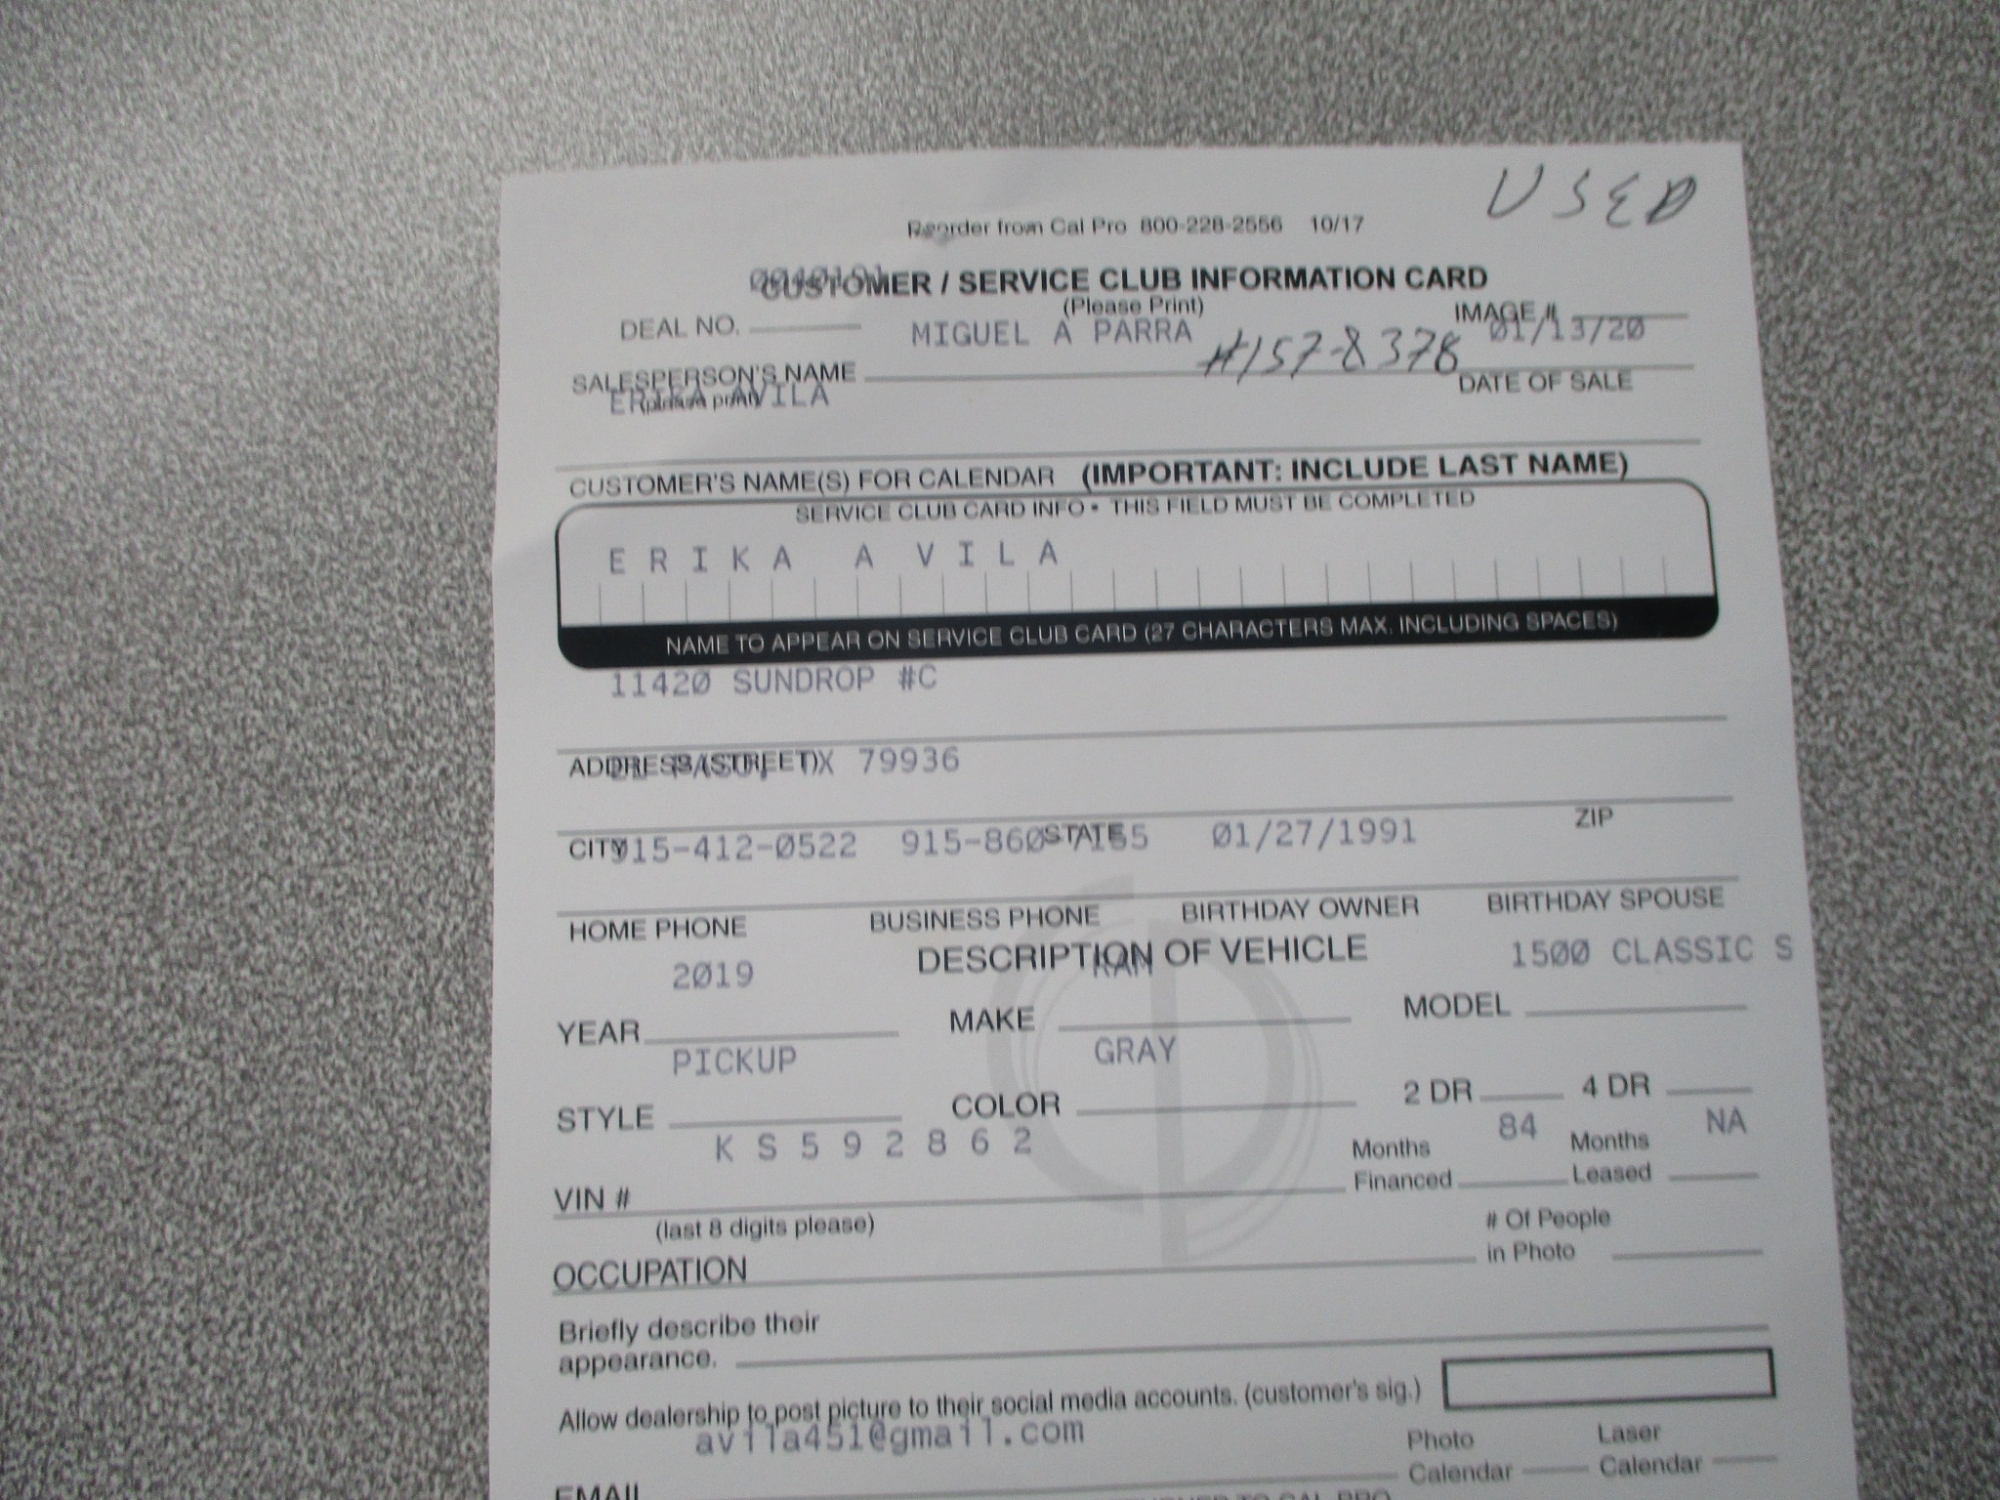 USED
Reorder from Cal Pro 800-228-2556 10/17
CUSTOMER / SERVICE CLUB INFORMATION CARD
(Please Print)
DEAL NO. IMAGE #
MIGUEL A PARRA #157-8378 01/13/20
SALESPERSON'S NAME DATE OF SALE
(please print)
ERIKA AVILA
CUSTOMER'S NAME(S) FOR CALENDAR (IMPORTANT: INCLUDE LAST NAME)
SERVICE CLUB CARD INFO • THIS FIELD MUST BE COMPLETED
ERIKA AVILA
NAME TO APPEAR ON SERVICE CLUB CARD (27 CHARACTERS MAX. INCLUDING SPACES)
11420 SUNDROP #C
ADDRESS (STREET)
TX 79936
CITY STATE ZIP
915-412-0522 01/27/1991
HOME PHONE BUSINESS PHONE BIRTHDAY OWNER BIRTHDAY SPOUSE
DESCRIPTION OF VEHICLE
2019 RAM 1500 CLASSIC S
YEAR MAKE MODEL
PICKUP GRAY
STYLE COLOR 2 DR 4 DR
KS592862 Months Financed 84 Months Leased NA
VIN #
(last 8 digits please)
# Of People
in Photo
OCCUPATION
Briefly describe their
appearance.
Allow dealership to post picture to their social media accounts. (customer's sig.)
avila451@gmail.com
Photo Calendar Laser Calendar
EMAIL